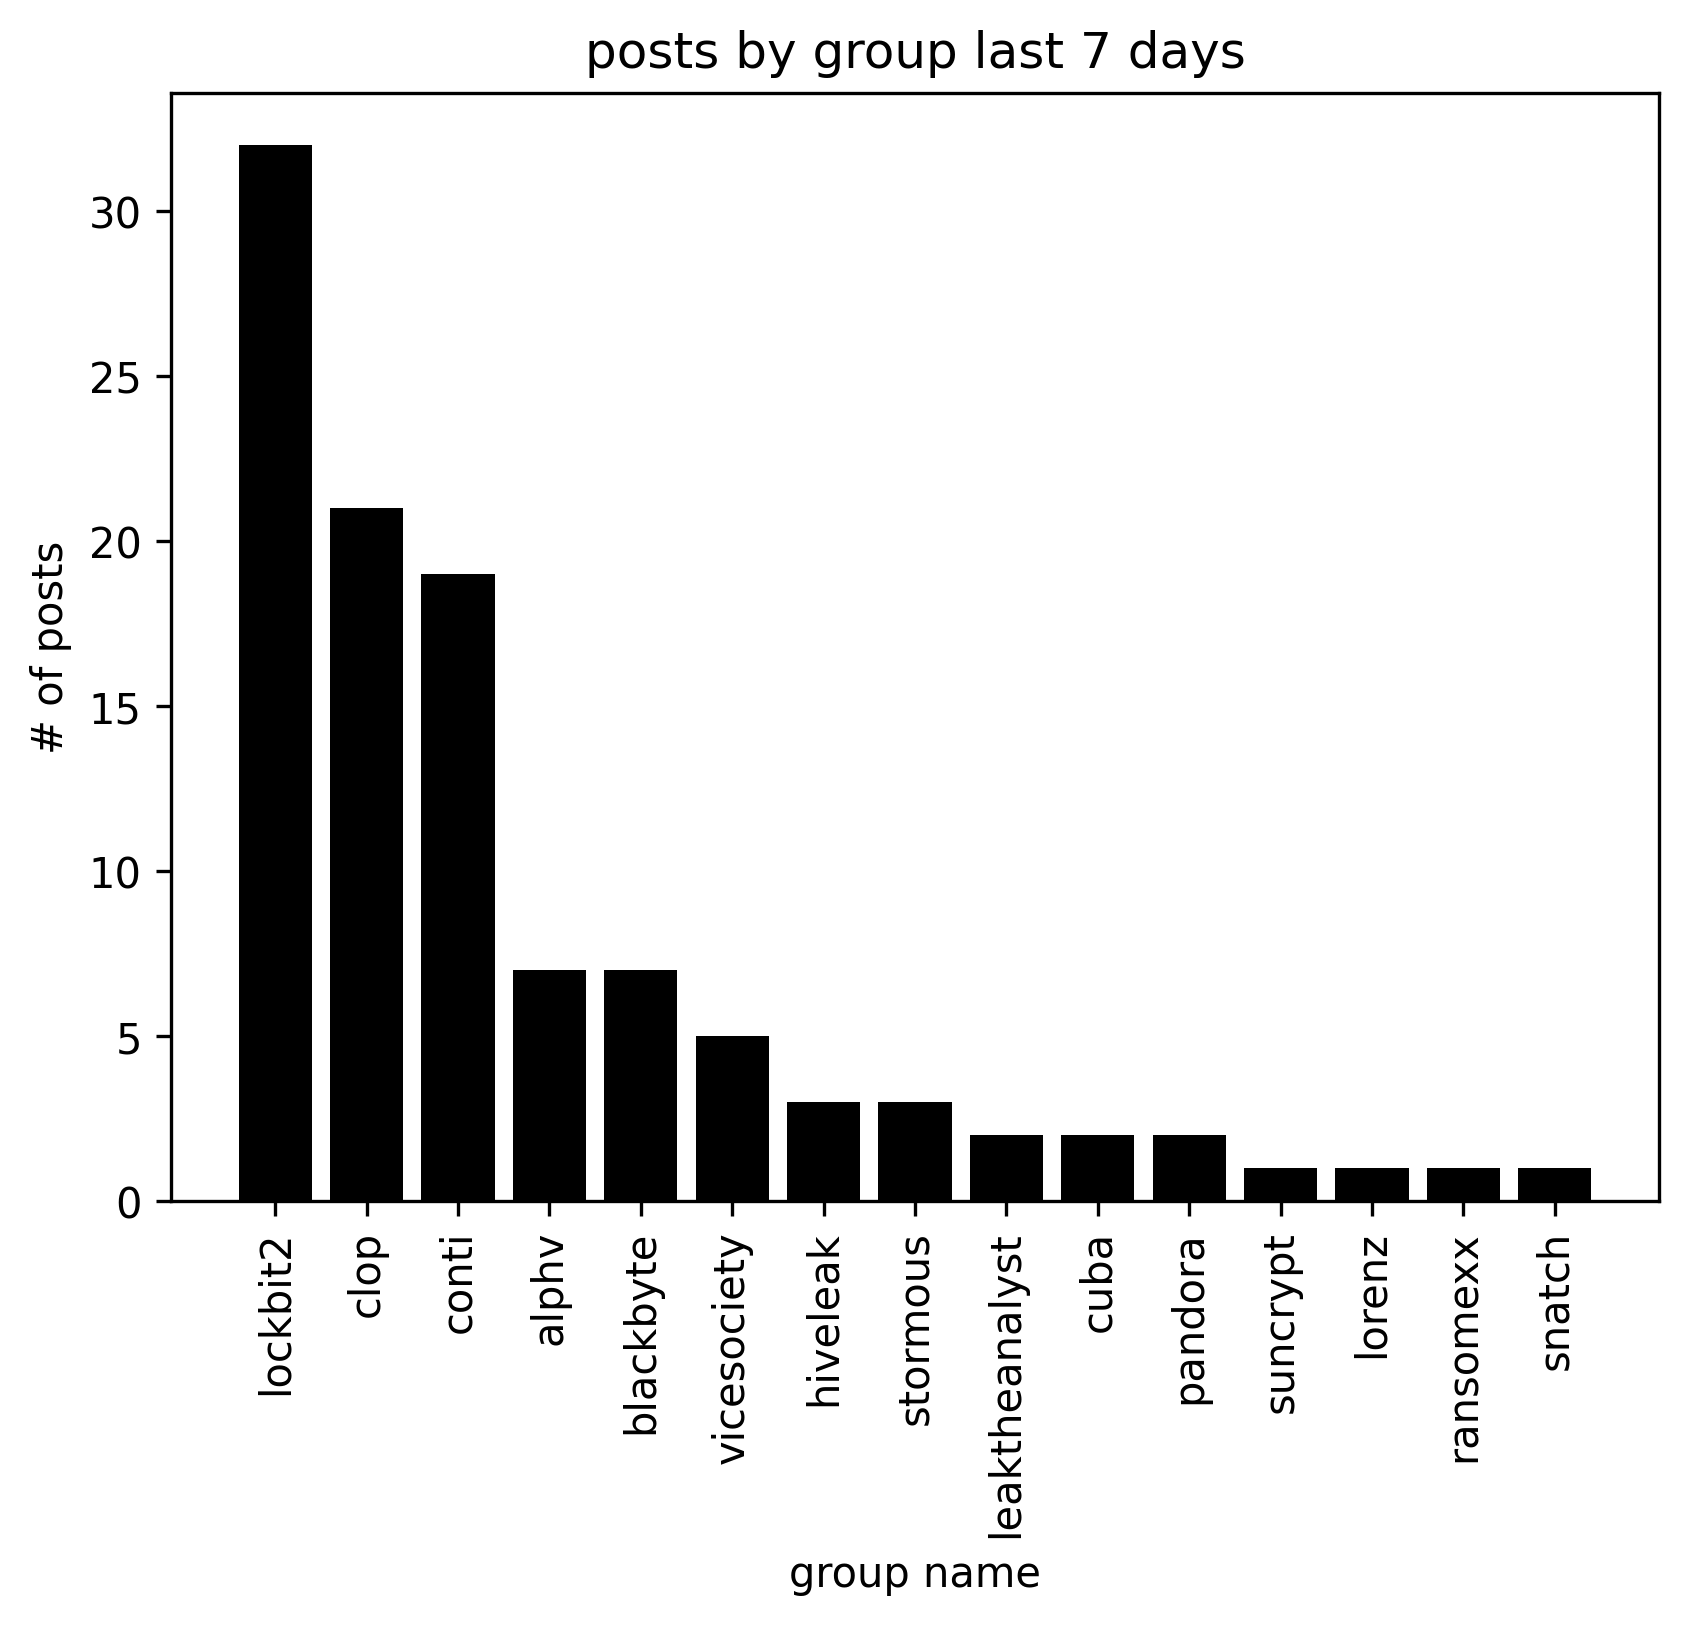 posts by group last 7 days
# of posts
30
25
20
15
10
5
0
lockbit2
clop
conti
alphv
blackbyte
vicesociety
hiveleak
stormous
leaktheanalyst
cuba
pandora
suncrypt
lorenz
ransomexx
snatch
group name